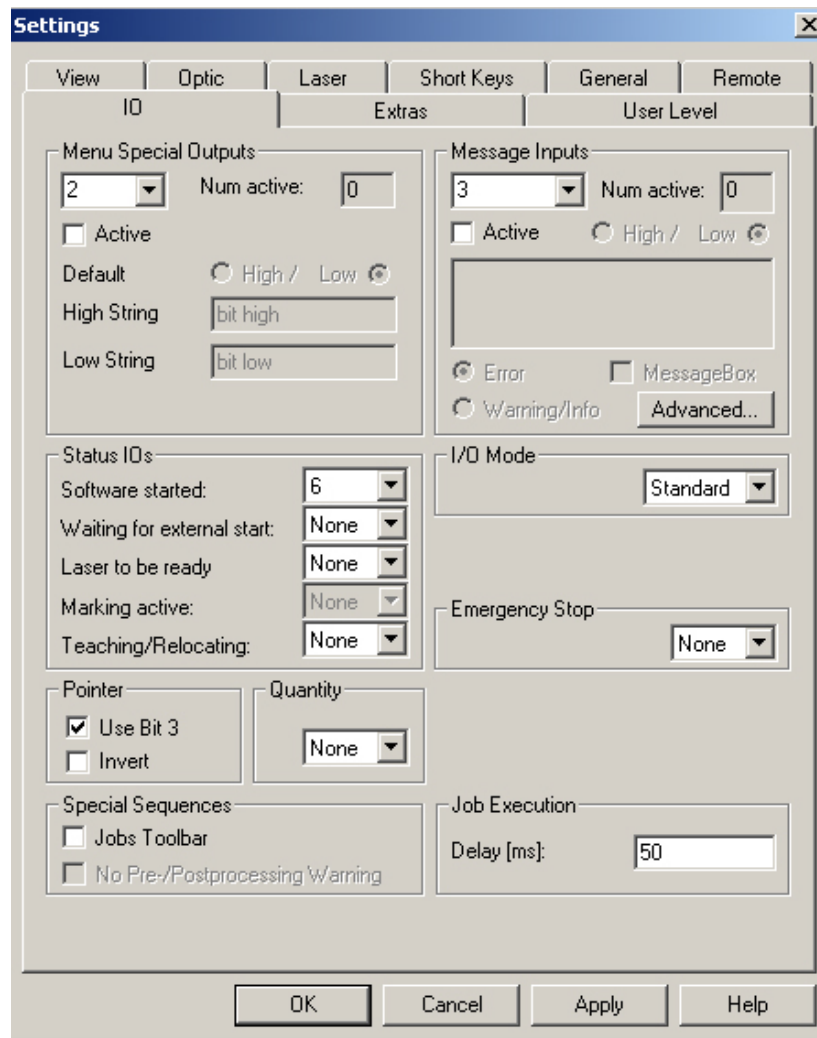 Settings
View Optic Laser Short Keys General Remote
IO Extras User Level
Menu Special Outputs
2 Num active: 0
Active
Default High / Low
High String bit high
Low String bit low
Message Inputs
3 Num active: 0
Active High / Low
Error MessageBox
Warning/Info Advanced...
Status IOs
Software started: 6
Waiting for external start: None
Laser to be ready None
Marking active: None
Teaching/Relocating: None
I/O Mode
Standard
Emergency Stop
None
Pointer
Use Bit 3
Invert
Quantity
None
Special Sequences
Jobs Toolbar
No Pre-/Postprocessing Warning
Job Execution
Delay [ms]: 50
OK Cancel Apply Help